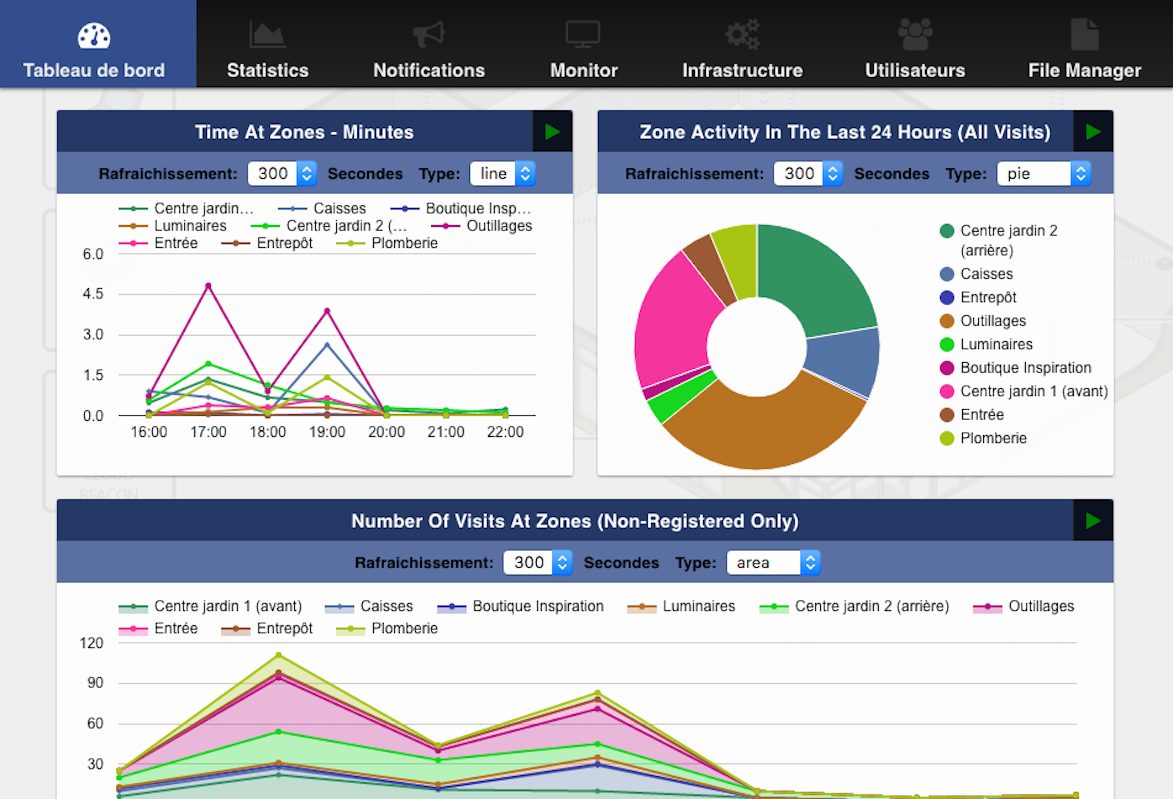 Tableau de bord
Statistics
Notifications
Monitor
Infrastructure
Utilisateurs
File Manager
Time At Zones - Minutes
Rafraichissement: 300 Secondes Type: line
Centre jardin... Caisses Boutique Insp...
Luminaires Centre jardin 2 (... Outillages
Entrée Entrepôt Plomberie
6.0
4.5
3.0
1.5
0.0
16:00 17:00 18:00 19:00 20:00 21:00 22:00
Zone Activity In The Last 24 Hours (All Visits)
Rafraichissement: 300 Secondes Type: pie
Centre jardin 2
(arrière)
Caisses
Entrepôt
Outillages
Luminaires
Boutique Inspiration
Centre jardin 1 (avant)
Entrée
Plomberie
BEACON
Number Of Visits At Zones (Non-Registered Only)
Rafraichissement: 300 Secondes Type: area
Centre jardin 1 (avant) Caisses Boutique Inspiration Luminaires Centre jardin 2 (arrière) Outillages
Entrée Entrepôt Plomberie
120
90
60
30